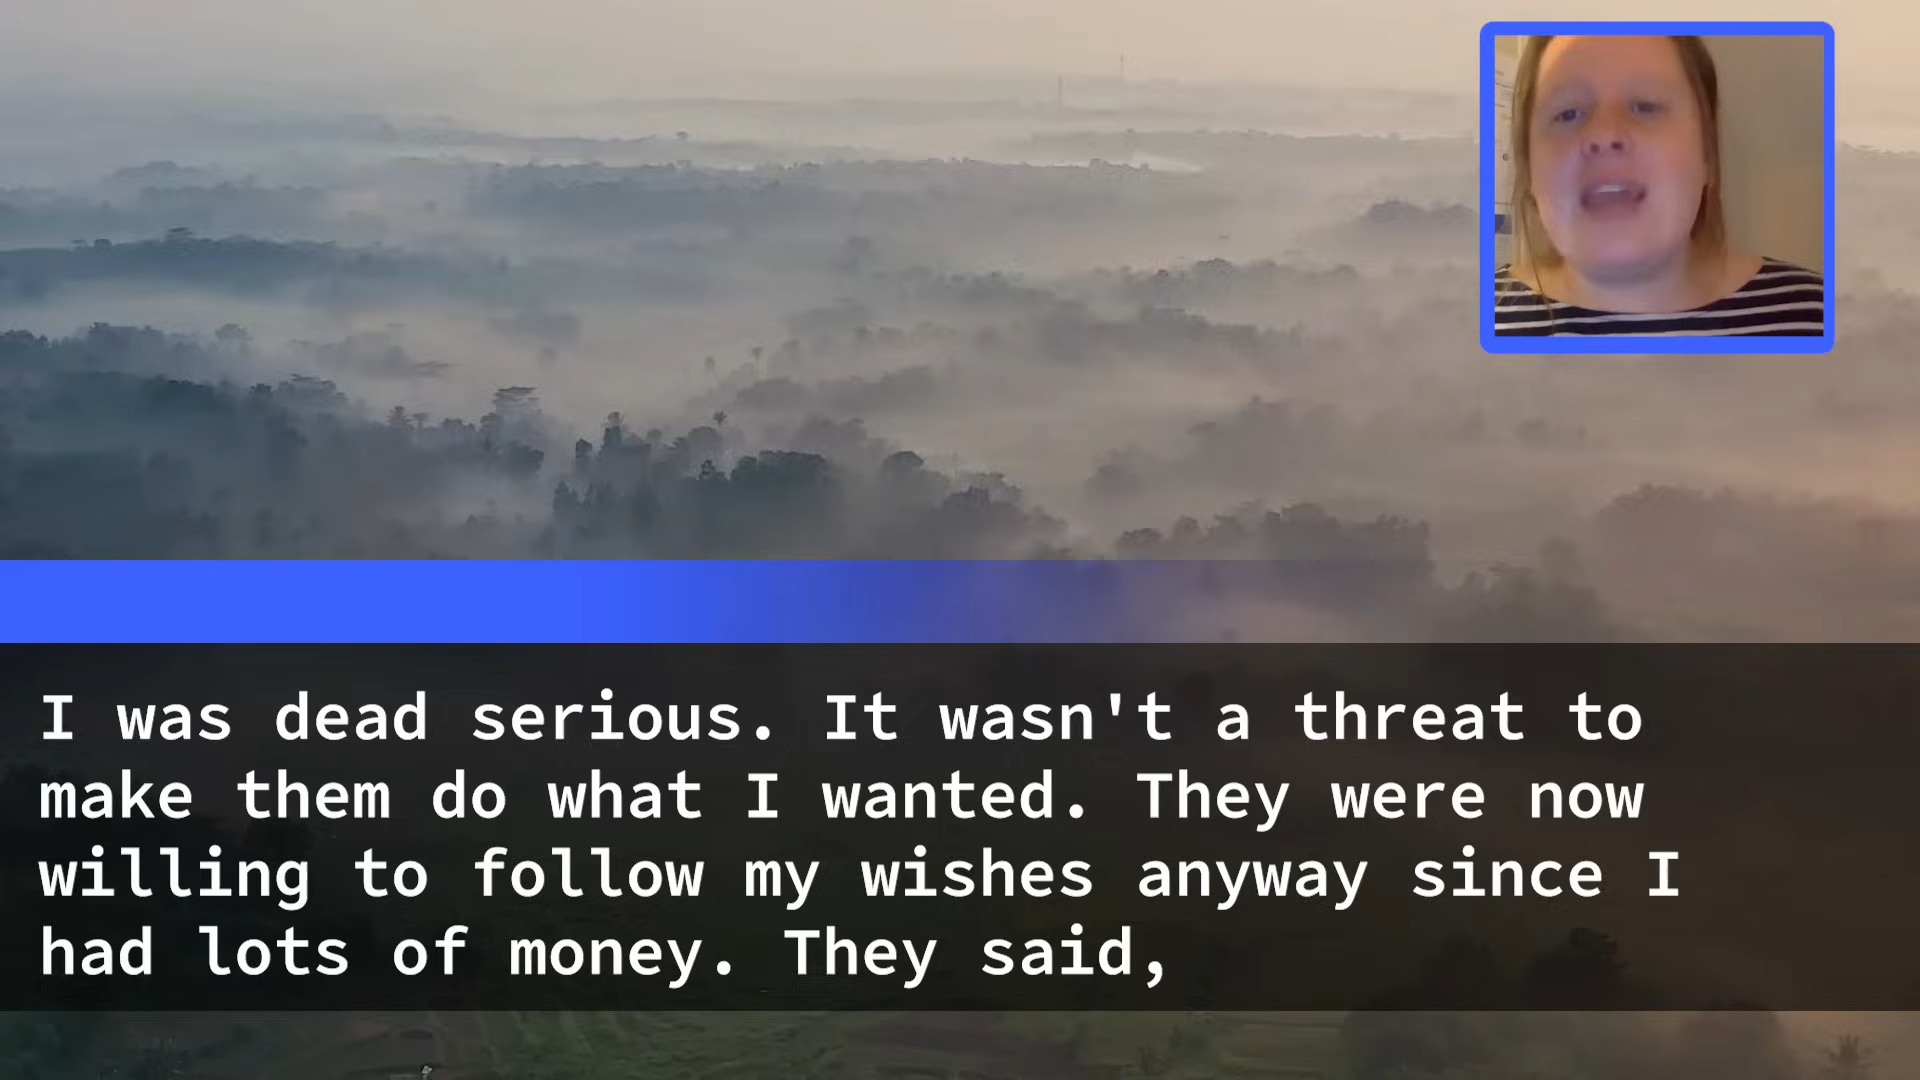 I was dead serious. It wasn't a threat to
make them do what I wanted. They were now
willing to follow my wishes anyway since I
had lots of money. They said,